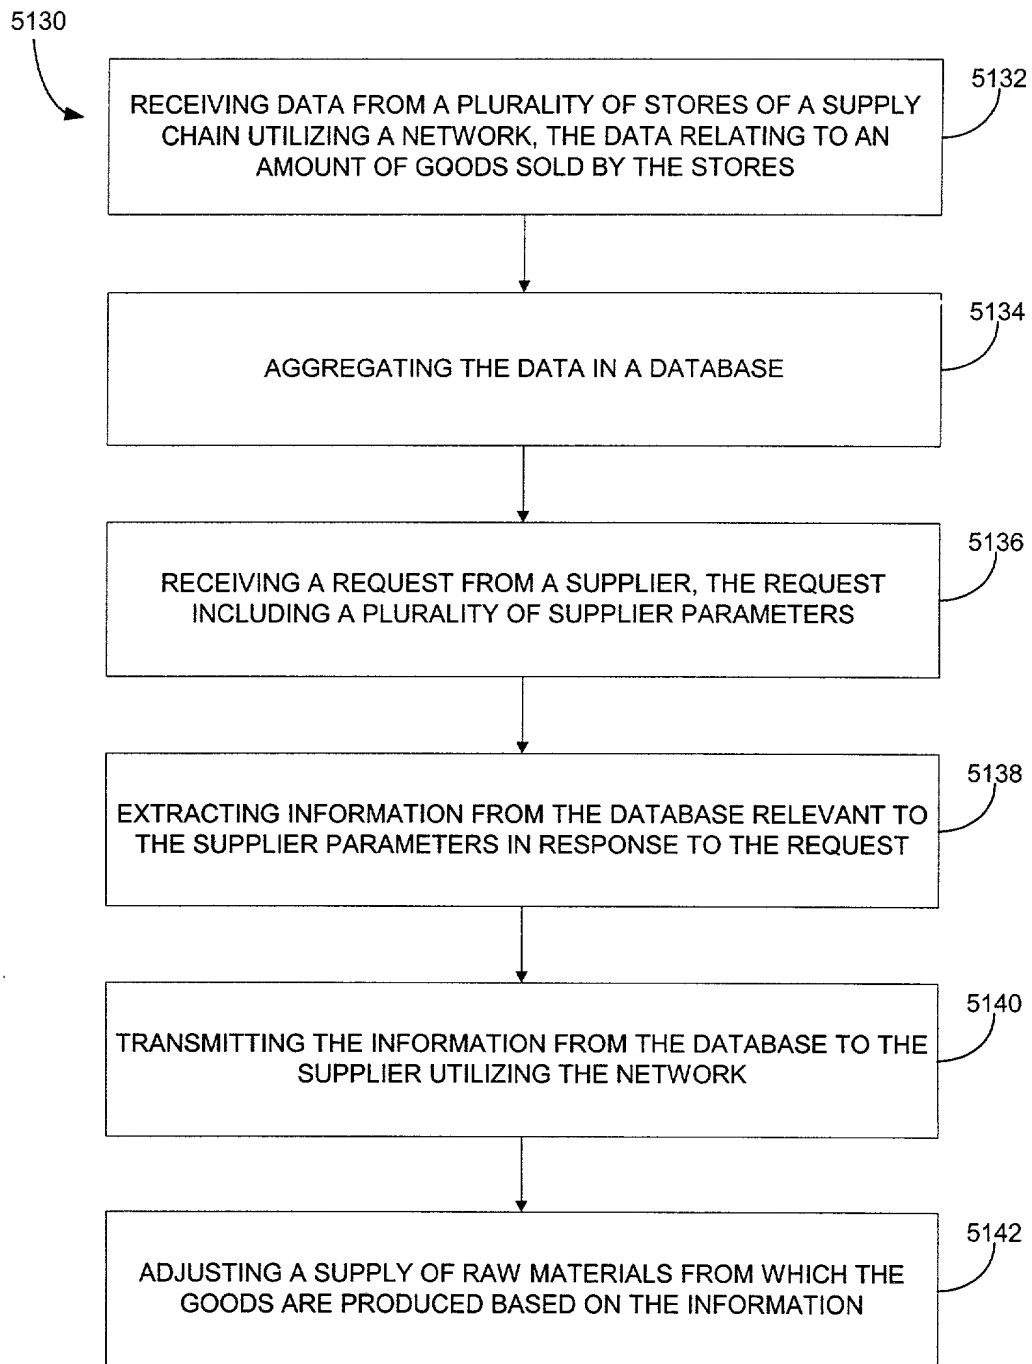 5130
5132
RECEIVING DATA FROM A PLURALITY OF STORES OF A SUPPLY
CHAIN UTILIZING A NETWORK, THE DATA RELATING TO AN
AMOUNT OF GOODS SOLD BY THE STORES
5134
AGGREGATING THE DATA IN A DATABASE
5136
RECEIVING A REQUEST FROM A SUPPLIER, THE REQUEST
INCLUDING A PLURALITY OF SUPPLIER PARAMETERS
5138
EXTRACTING INFORMATION FROM THE DATABASE RELEVANT TO
THE SUPPLIER PARAMETERS IN RESPONSE TO THE REQUEST
5140
TRANSMITTING THE INFORMATION FROM THE DATABASE TO THE
SUPPLIER UTILIZING THE NETWORK
5142
ADJUSTING A SUPPLY OF RAW MATERIALS FROM WHICH THE
GOODS ARE PRODUCED BASED ON THE INFORMATION